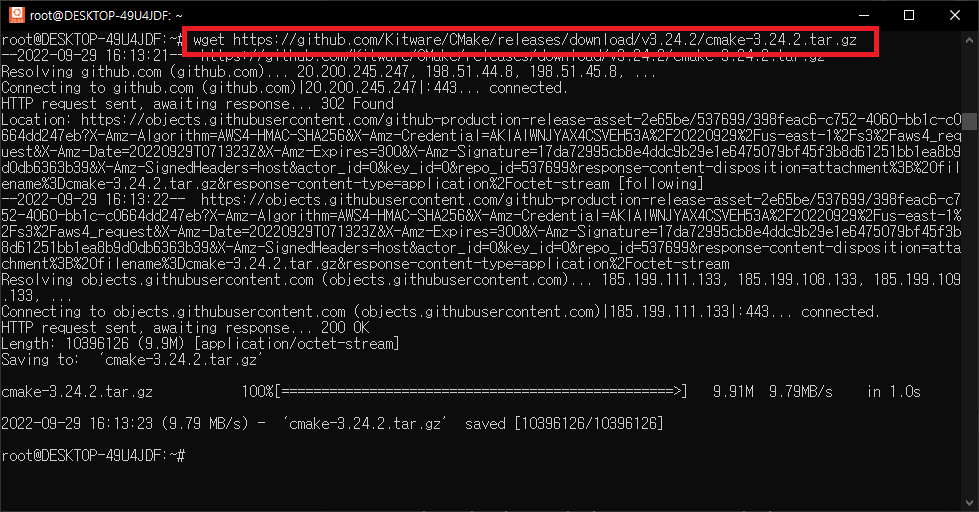 root@DESKTOP-49U4JDF: ~
root@DESKTOP-49U4JDF:~# wget https://github.com/Kitware/CMake/releases/download/v3.24.2/cmake-3.24.2.tar.gz
--2022-09-29 16:13:21--  https://github.com/Kitware/CMake/releases/download/v3.24.2/cmake-3.24.2.tar.gz
Resolving github.com (github.com)... 20.200.245.247, 198.51.44.8, 198.51.45.8, ...
Connecting to github.com (github.com)|20.200.245.247|:443... connected.
HTTP request sent, awaiting response... 302 Found
Location: https://objects.githubusercontent.com/github-production-release-asset-2e65be/537699/398feac6-c752-4060-bb1c-c0
664dd247eb?X-Amz-Algorithm=AWS4-HMAC-SHA256&X-Amz-Credential=AKIAIWNJYAX4CSVEH53A%2F20220929%2Fus-east-1%2Fs3%2Faws4_req
uest&X-Amz-Date=20220929T071323Z&X-Amz-Expires=300&X-Amz-Signature=17da72995cb8e4ddc9b29e1e6475079bf45f3b8d61251bb1ea8b9
d0db6363b39&X-Amz-SignedHeaders=host&actor_id=0&key_id=0&repo_id=537699&response-content-disposition=attachment%3B%20fil
ename%3Dcmake-3.24.2.tar.gz&response-content-type=application%2Foctet-stream [following]
--2022-09-29 16:13:22--  https://objects.githubusercontent.com/github-production-release-asset-2e65be/537699/398feac6-c7
52-4060-bb1c-c0664dd247eb?X-Amz-Algorithm=AWS4-HMAC-SHA256&X-Amz-Credential=AKIAIWNJYAX4CSVEH53A%2F20220929%2Fus-east-1%
2Fs3%2Faws4_request&X-Amz-Date=20220929T071323Z&X-Amz-Expires=300&X-Amz-Signature=17da72995cb8e4ddc9b29e1e6475079bf45f3b
8d61251bb1ea8b9d0db6363b39&X-Amz-SignedHeaders=host&actor_id=0&key_id=0&repo_id=537699&response-content-disposition=atta
chment%3B%20filename%3Dcmake-3.24.2.tar.gz&response-content-type=application%2Foctet-stream
Resolving objects.githubusercontent.com (objects.githubusercontent.com)... 185.199.111.133, 185.199.108.133, 185.199.109
.133, ...
Connecting to objects.githubusercontent.com (objects.githubusercontent.com)|185.199.111.133|:443... connected.
HTTP request sent, awaiting response... 200 OK
Length: 10396126 (9.9M) [application/octet-stream]
Saving to: 'cmake-3.24.2.tar.gz'
cmake-3.24.2.tar.gz 100%[=================================================>] 9.91M 9.79MB/s in 1.0s
2022-09-29 16:13:23 (9.79 MB/s) - 'cmake-3.24.2.tar.gz' saved [10396126/10396126]
root@DESKTOP-49U4JDF:~#